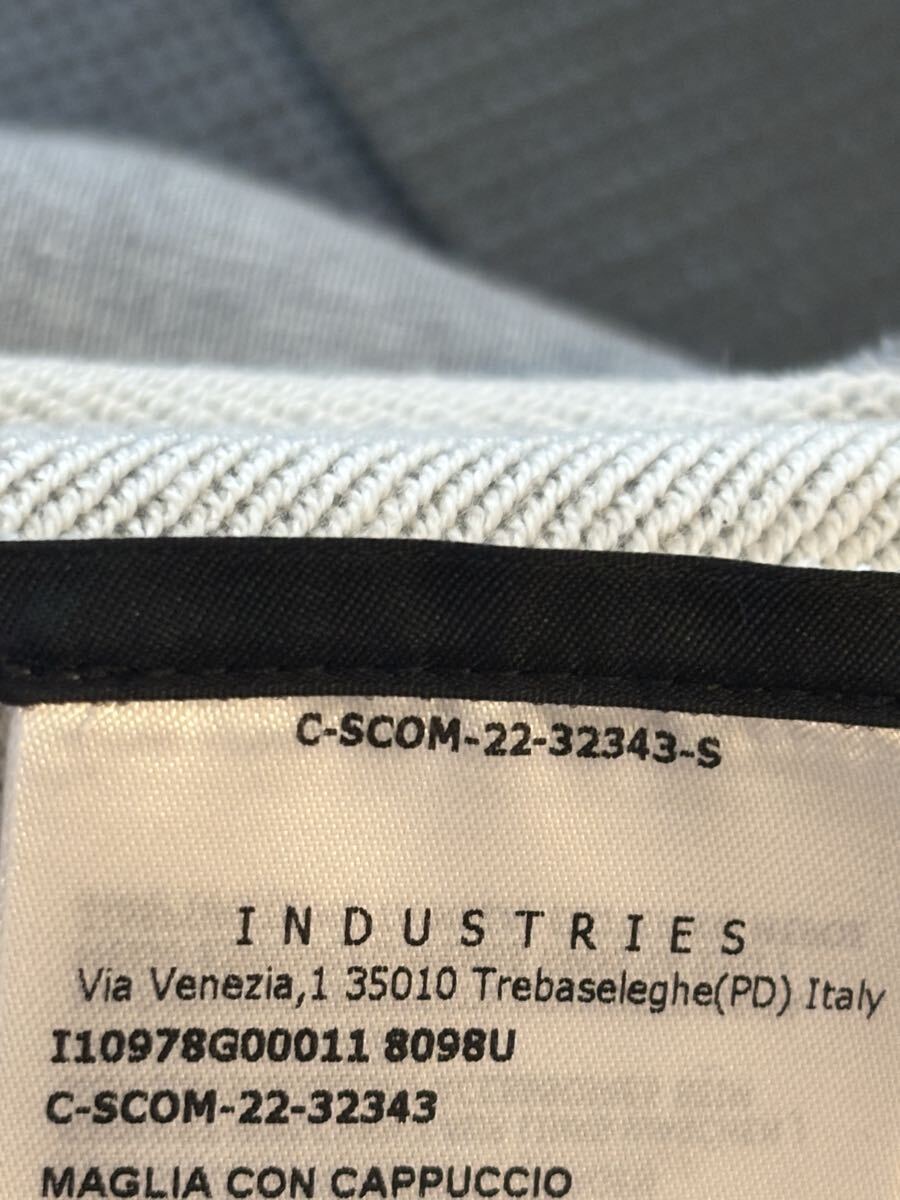 C-SCOM-22-32343-S
INDUSTRIES
Via Venezia,1 35010 Trebaseleghe(PD) Italy
I10978G00011 8098U
C-SCOM-22-32343
MAGLIA CON CAPPUCCIO